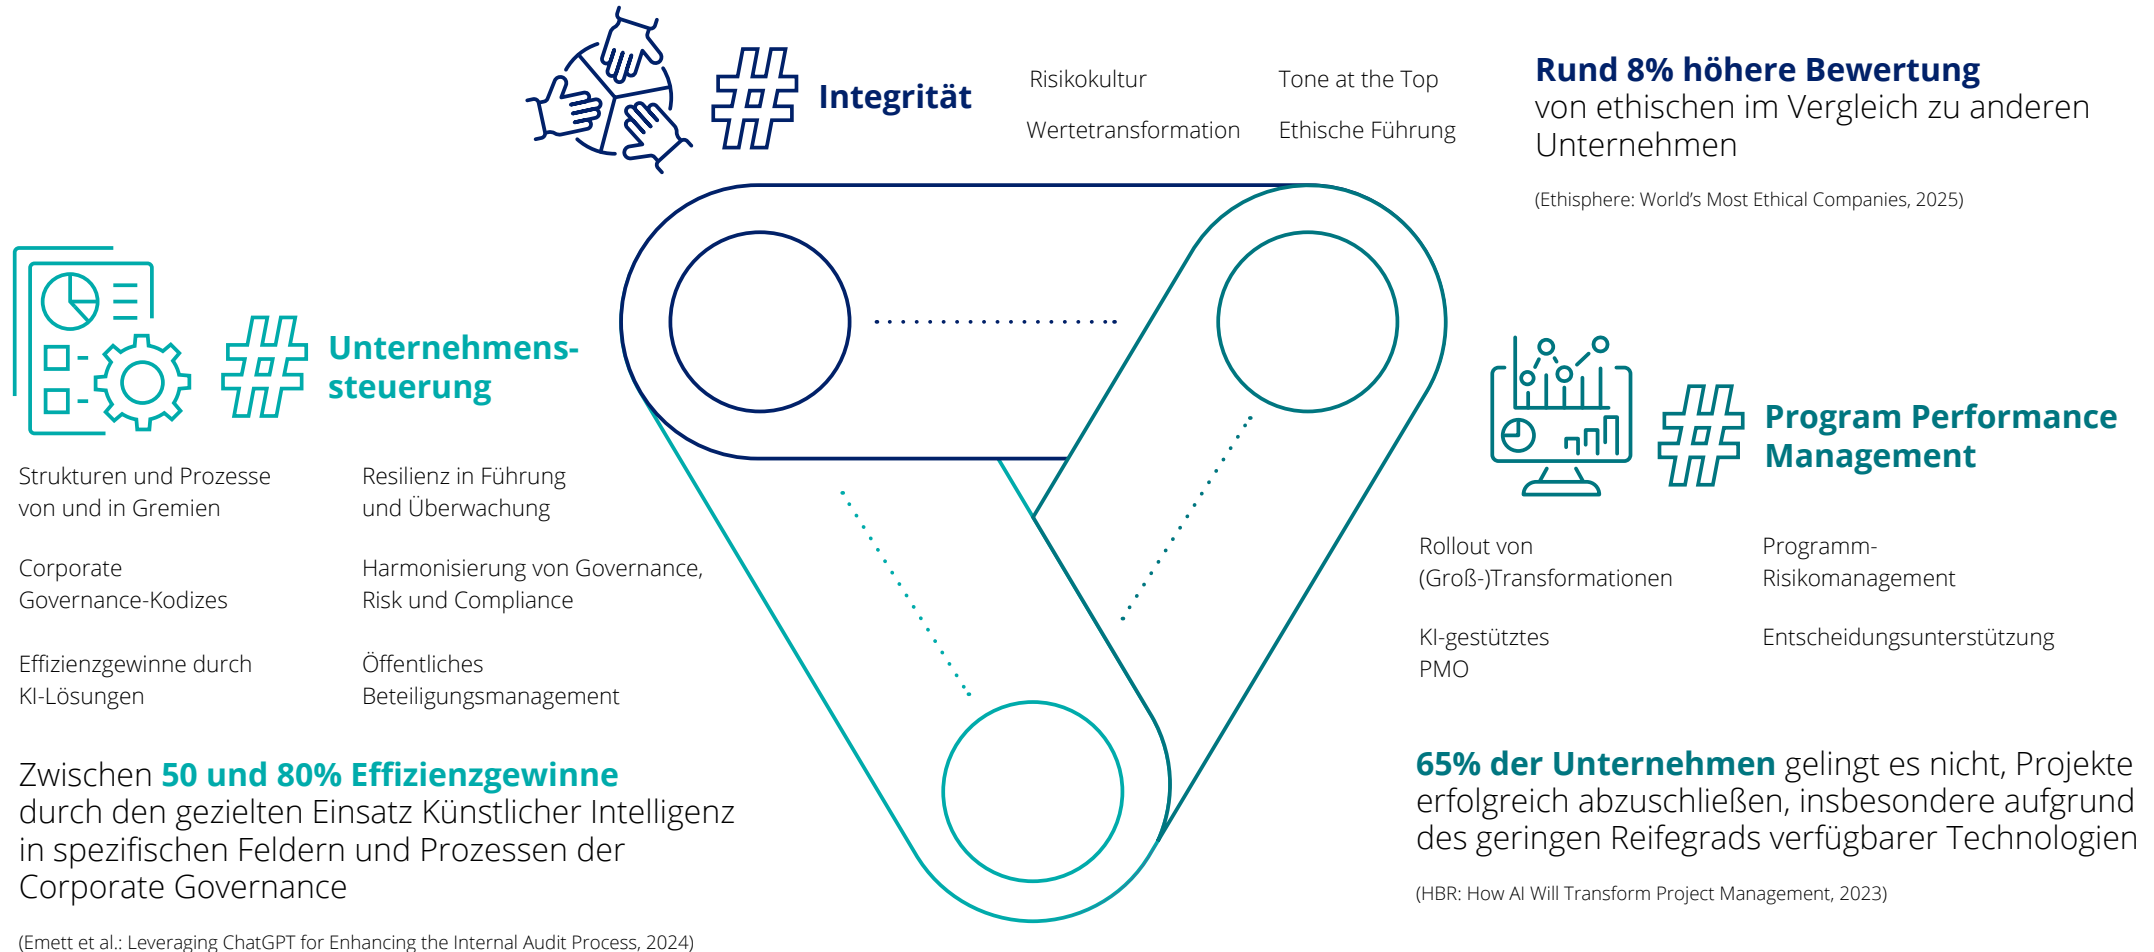 # Integrität
Risikokultur
Tone at the Top
Wertetransformation
Ethische Führung
Rund 8% höhere Bewertung
von ethischen im Vergleich zu anderen
Unternehmen
(Ethisphere: World’s Most Ethical Companies, 2025)
# Unternehmens-
steuerung
Strukturen und Prozesse
von und in Gremien
Resilienz in Führung
und Überwachung
Corporate
Governance-Kodizes
Harmonisierung von Governance,
Risk und Compliance
Effizienzgewinne durch
KI-Lösungen
Öffentliches
Beteiligungsmanagement
Zwischen 50 und 80% Effizienzgewinne
durch den gezielten Einsatz Künstlicher Intelligenz
in spezifischen Feldern und Prozessen der
Corporate Governance
(Emett et al.: Leveraging ChatGPT for Enhancing the Internal Audit Process, 2024)
# Program Performance
Management
Rollout von
(Groß-)Transformationen
Programm-
Risikomanagement
KI-gestütztes
PMO
Entscheidungsunterstützung
65% der Unternehmen gelingt es nicht, Projekte
erfolgreich abzuschließen, insbesondere aufgrund
des geringen Reifegrads verfügbarer Technologien
(HBR: How AI Will Transform Project Management, 2023)